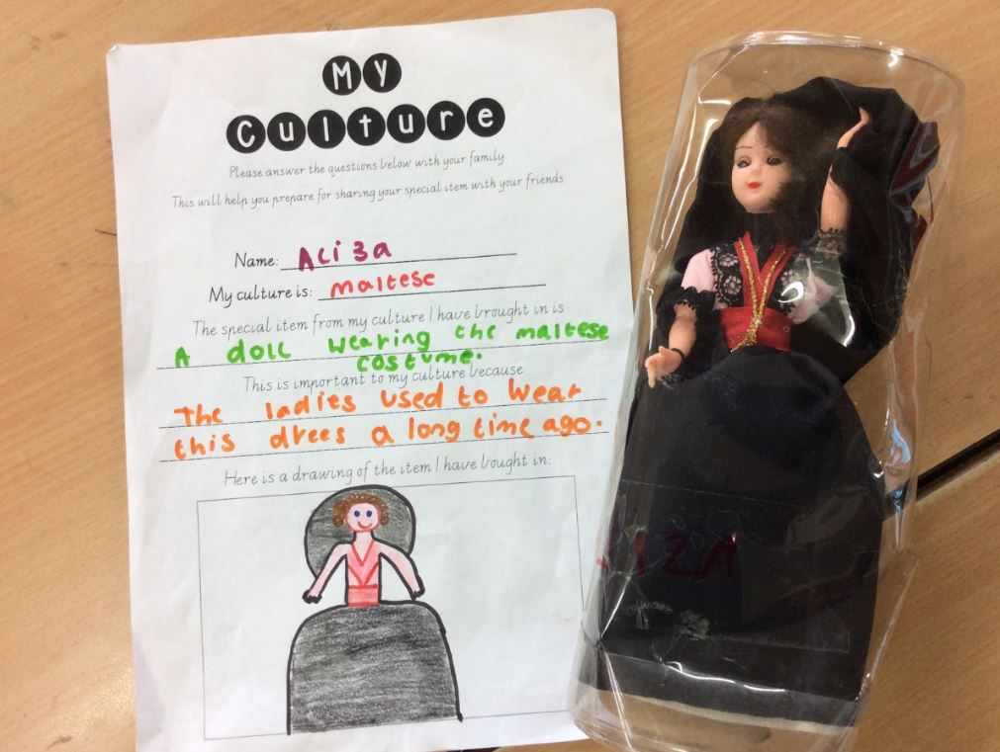 My
Culture
Please answer the questions below with your family
This will help you prepare for sharing your special item with your friends.
Name: Aliza
My culture is: maltese
The special item from my culture I have brought in is
A doll wearing the maltese
costume.
This is important to my culture because
The ladies used to wear
this drees a long time ago.
Here is a drawing of the item I have bought in: